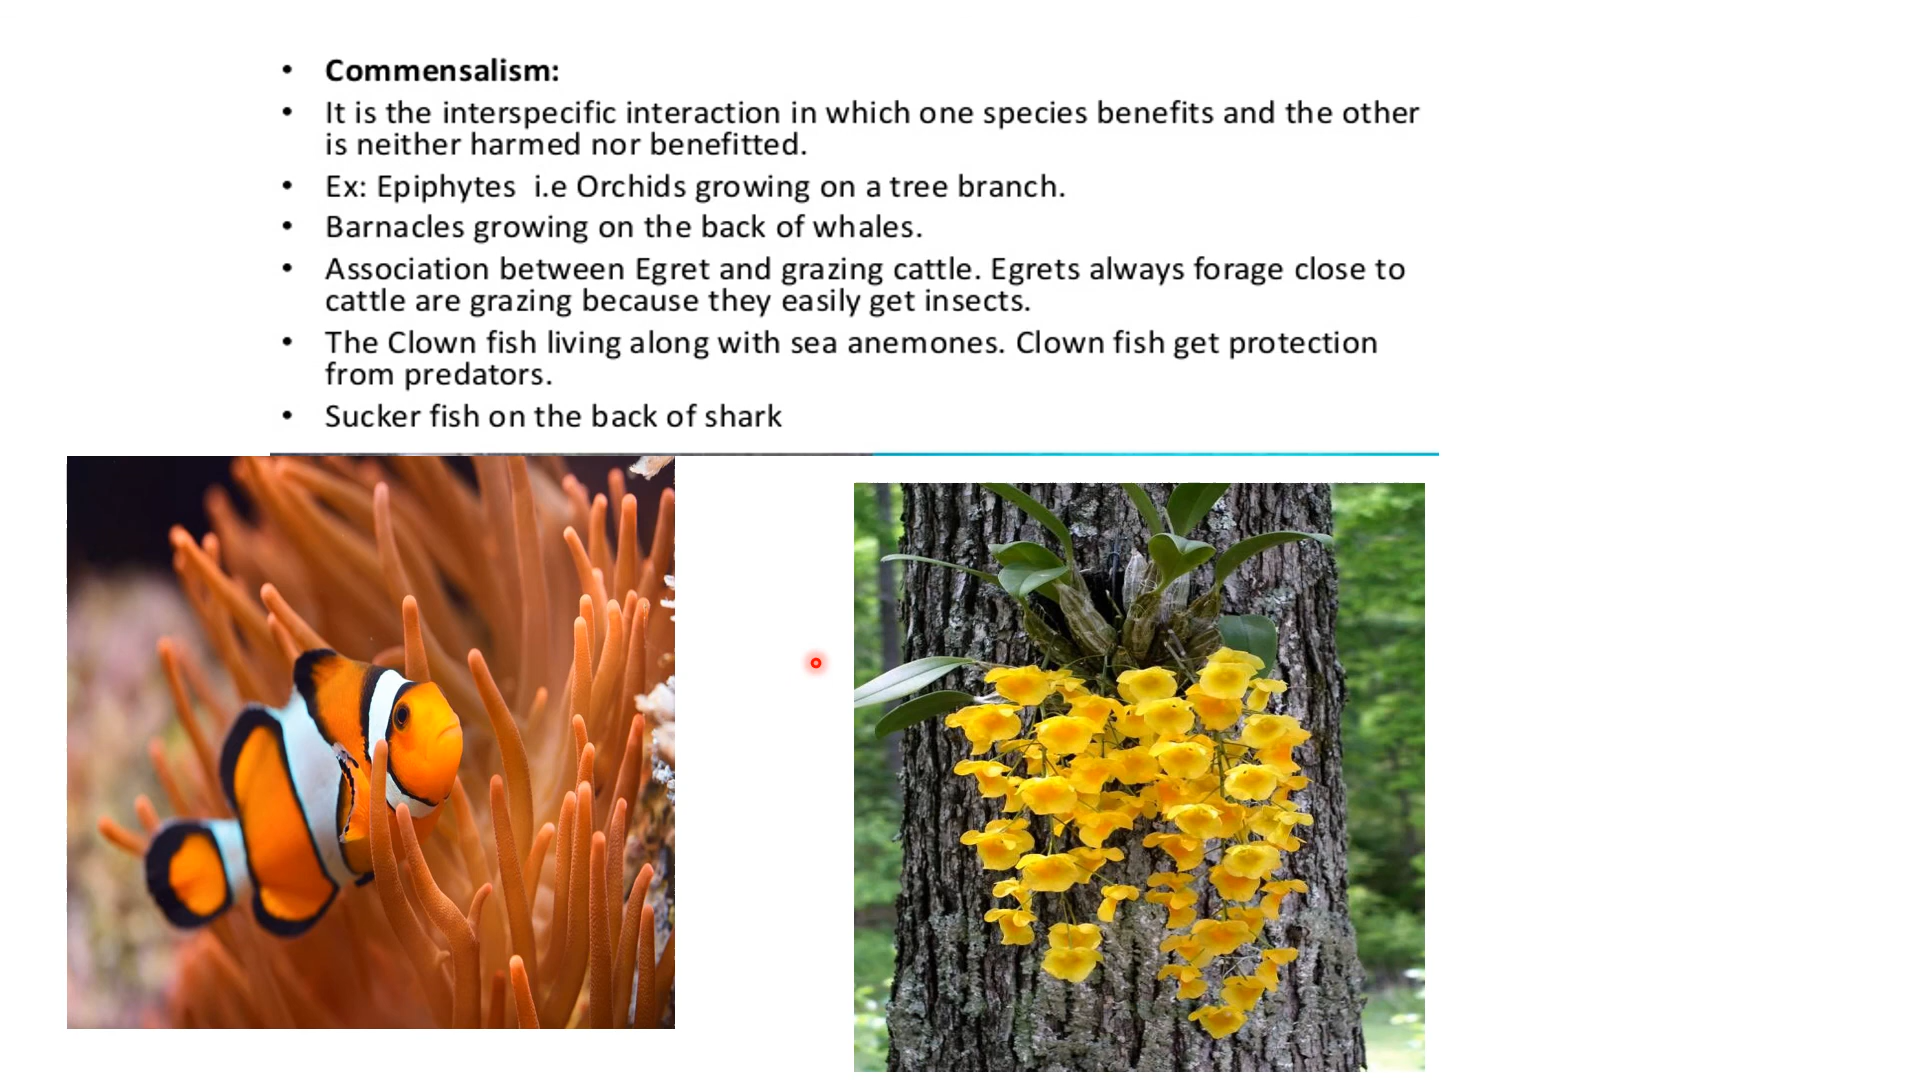 • Commensalism:
• It is the interspecific interaction in which one species benefits and the other
is neither harmed nor benefitted.
• Ex: Epiphytes i.e Orchids growing on a tree branch.
• Barnacles growing on the back of whales.
• Association between Egret and grazing cattle. Egrets always forage close to
cattle are grazing because they easily get insects.
• The Clown fish living along with sea anemones. Clown fish get protection
from predators.
• Sucker fish on the back of shark